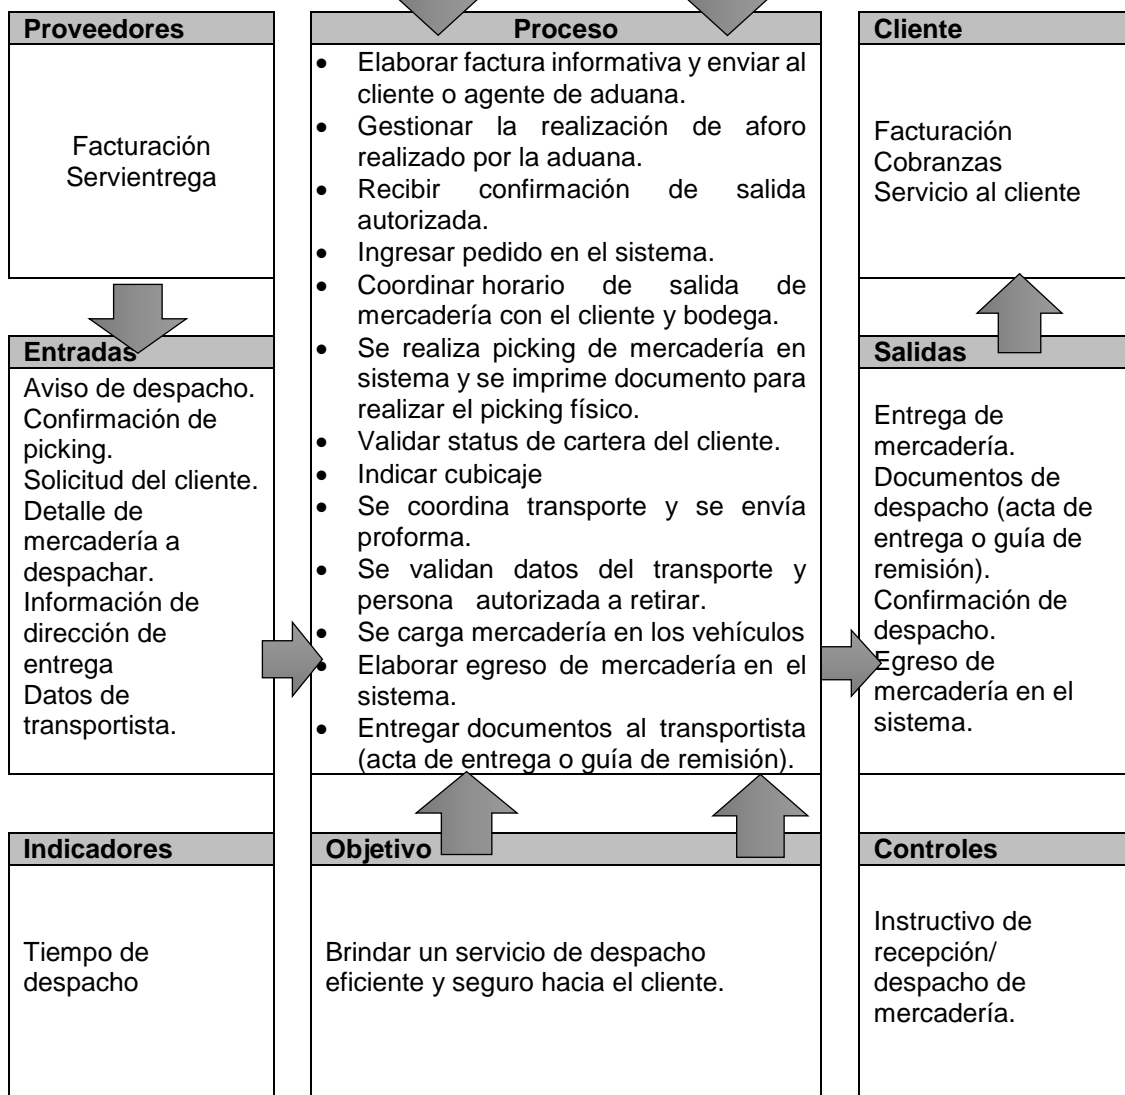 Proveedores
Facturación
Servientrega
Proceso
• Elaborar factura informativa y enviar al
cliente o agente de aduana.
• Gestionar la realización de aforo
realizado por la aduana.
• Recibir confirmación de salida
autorizada.
• Ingresar pedido en el sistema.
• Coordinar horario de salida de
mercadería con el cliente y bodega.
• Se realiza picking de mercadería en
sistema y se imprime documento para
realizar el picking físico.
• Validar status de cartera del cliente.
• Indicar cubicaje
• Se coordina transporte y se envía
proforma.
• Se validan datos del transporte y
persona autorizada a retirar.
• Se carga mercadería en los vehículos
• Elaborar egreso de mercadería en el
sistema.
• Entregar documentos al transportista
(acta de entrega o guía de remisión).
Cliente
Facturación
Cobranzas
Servicio al cliente
Entradas
Aviso de despacho.
Confirmación de
picking.
Solicitud del cliente.
Detalle de
mercadería a
despachar.
Información de
dirección de
entrega
Datos de
transportista.
Salidas
Entrega de
mercadería.
Documentos de
despacho (acta de
entrega o guía de
remisión).
Confirmación de
despacho.
Egreso de
mercadería en el
sistema.
Indicadores
Tiempo de
despacho
Objetivo
Brindar un servicio de despacho
eficiente y seguro hacia el cliente.
Controles
Instructivo de
recepción/
despacho de
mercadería.